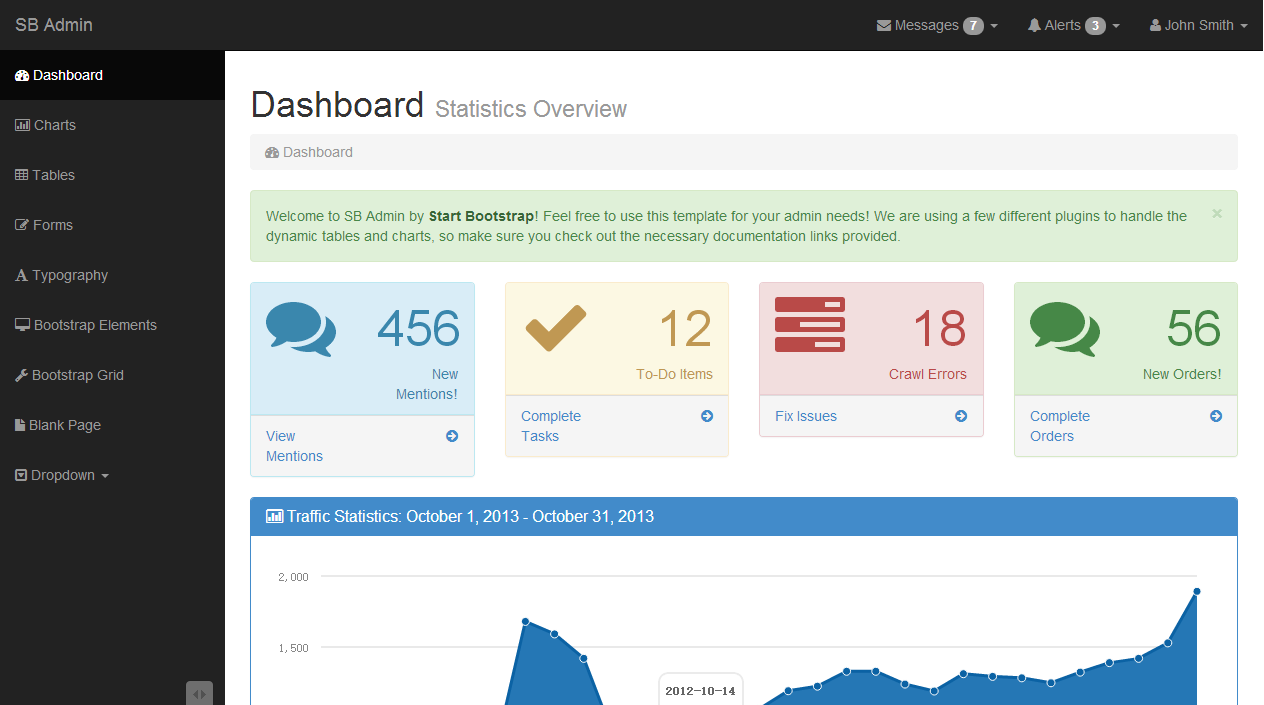 SB Admin
Messages 7
Alerts 3
John Smith
Dashboard
Charts
Tables
Forms
Typography
Bootstrap Elements
Bootstrap Grid
Blank Page
Dropdown
Dashboard Statistics Overview
Dashboard
Welcome to SB Admin by Start Bootstrap! Feel free to use this template for your admin needs! We are using a few different plugins to handle the
dynamic tables and charts, so make sure you check out the necessary documentation links provided.
×
456
New
Mentions!
View
Mentions
12
To-Do Items
Complete
Tasks
18
Crawl Errors
Fix Issues
56
New Orders!
Complete
Orders
Traffic Statistics: October 1, 2013 - October 31, 2013
2,000
1,500
2012-10-14